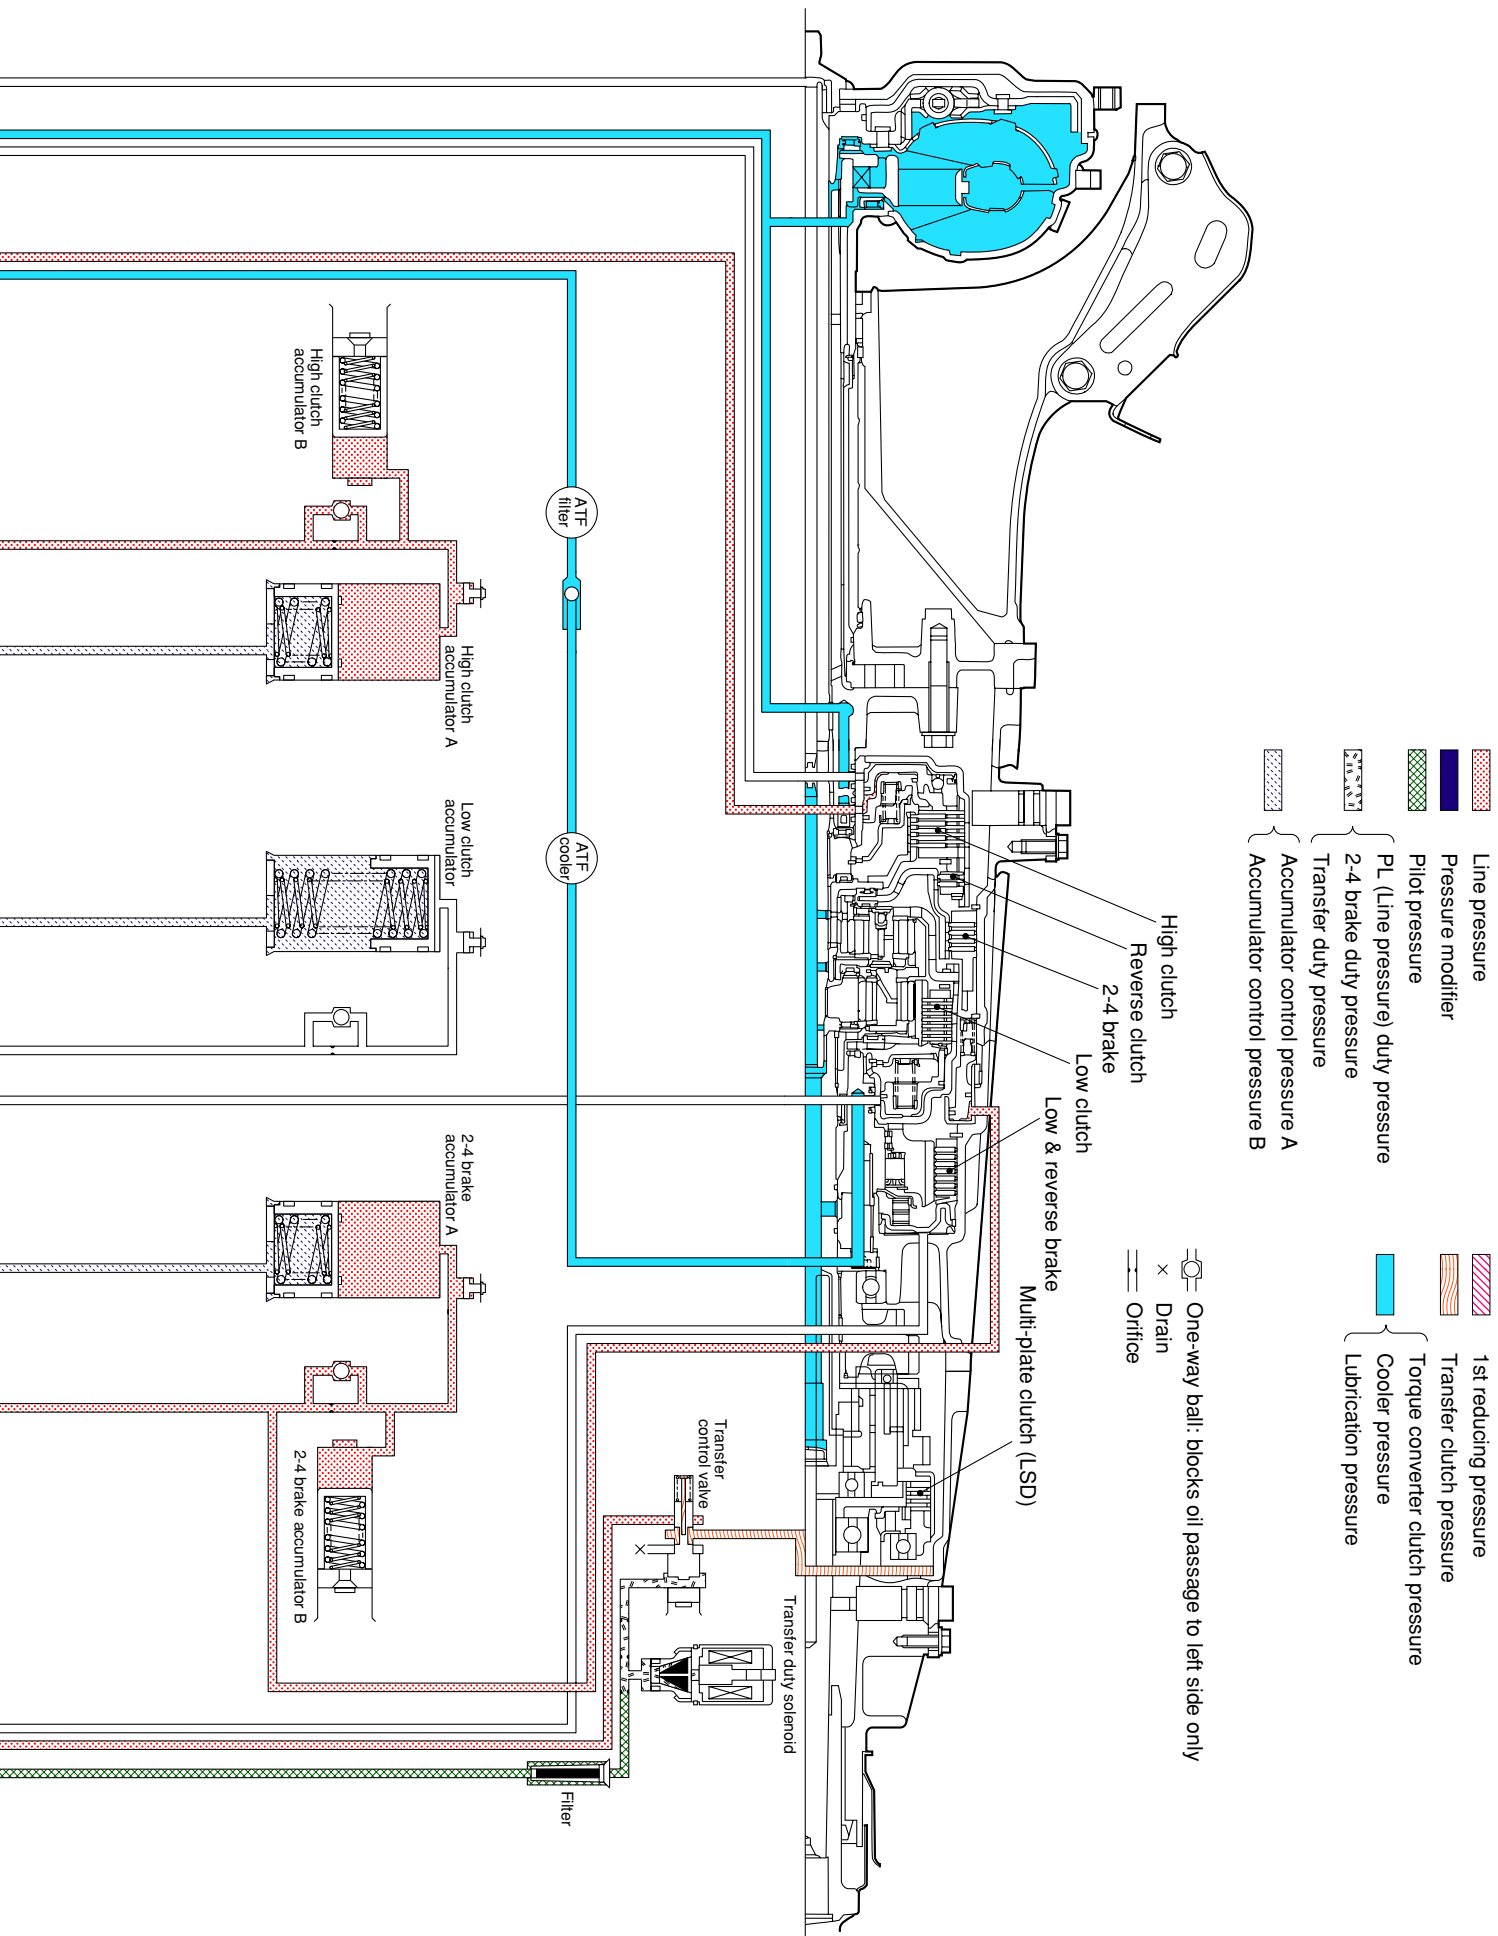 Line pressure
Pressure modifier
Pilot pressure
PL (Line pressure) duty pressure
2-4 brake duty pressure
Transfer duty pressure
Accumulator control pressure A
Accumulator control pressure B
1st reducing pressure
Transfer clutch pressure
Torque converter clutch pressure
Cooler pressure
Lubrication pressure
One-way ball: blocks oil passage to left side only
Drain
Orifice
High clutch
Reverse clutch
2-4 brake
Low clutch
Low & reverse brake
Multi-plate clutch (LSD)
Transfer duty solenoid
Transfer
control valve
ATF
filter
ATF
cooler
Filter
High clutch
accumulator A
Low clutch
accumulator
2-4 brake
accumulator A
High clutch
accumulator B
2-4 brake accumulator B